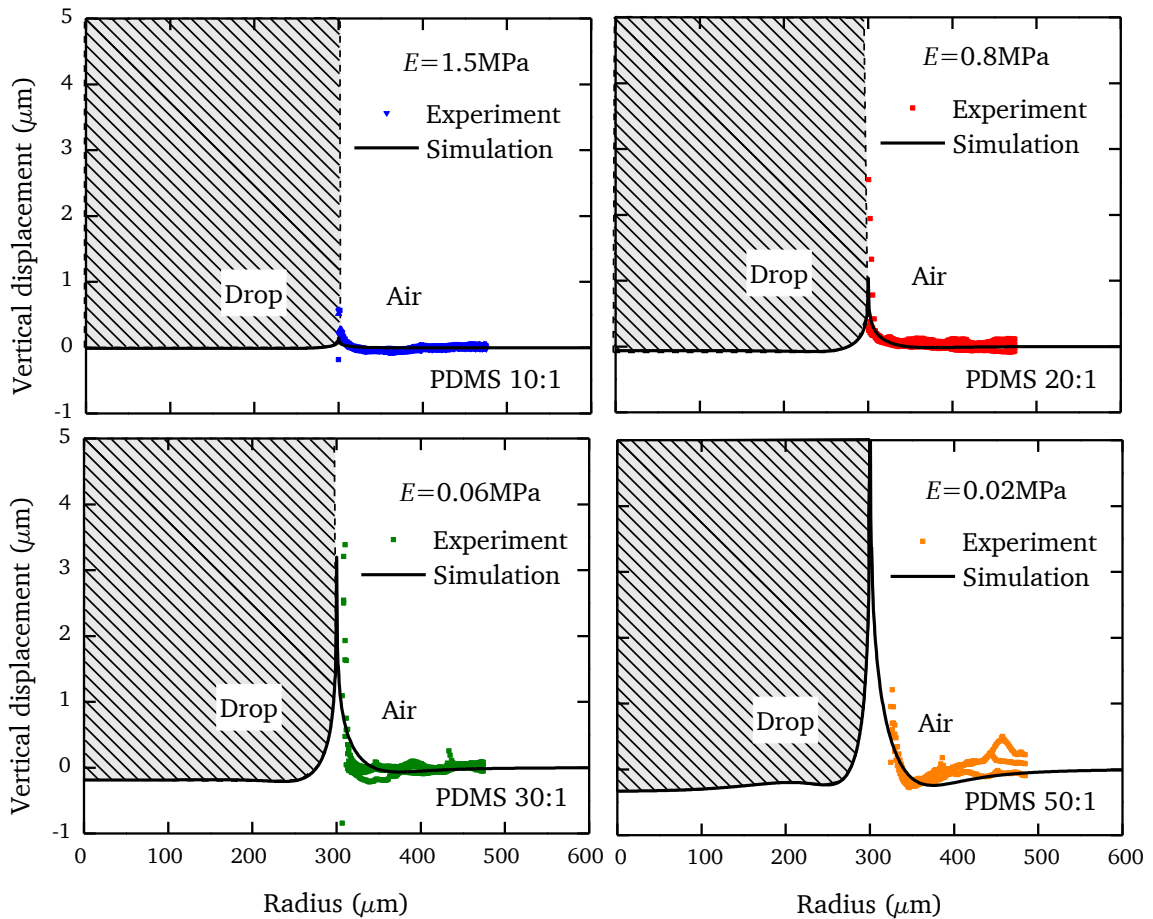 5
4
3
2
1
0
-1
Vertical displacement (μm)
E=1.5MPa
Experiment
Simulation
Drop
Air
PDMS 10:1
E=0.8MPa
Experiment
Simulation
Drop
Air
PDMS 20:1
5
4
3
2
1
0
-1
Vertical displacement (μm)
E=0.06MPa
Experiment
Simulation
Drop
Air
PDMS 30:1
0 100 200 300 400 500 600
Radius (μm)
E=0.02MPa
Experiment
Simulation
Drop
Air
PDMS 50:1
0 100 200 300 400 500 600
Radius (μm)